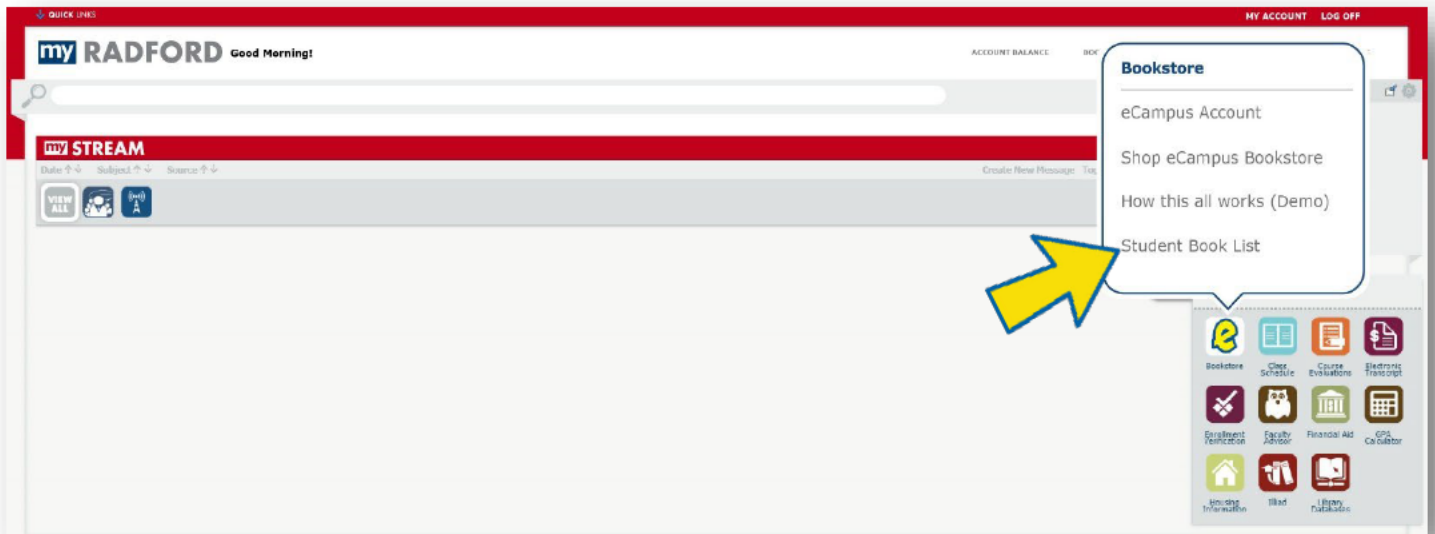 QUICK LINKS
MY ACCOUNT LOG OFF
my RADFORD Good Morning!
ACCOUNT BALANCE
Bookstore
eCampus Account
Shop eCampus Bookstore
How this all works (Demo)
Student Book List
my STREAM
Date Subject Source
Create New Message
VIEW ALL
Bookstore
Class Schedule
Course Evaluations
Electronic Transcript
Enrollment Verification
Faculty Advisor
Financial Aid
GPA Calculator
Housing Information
Illiad
Library Databases